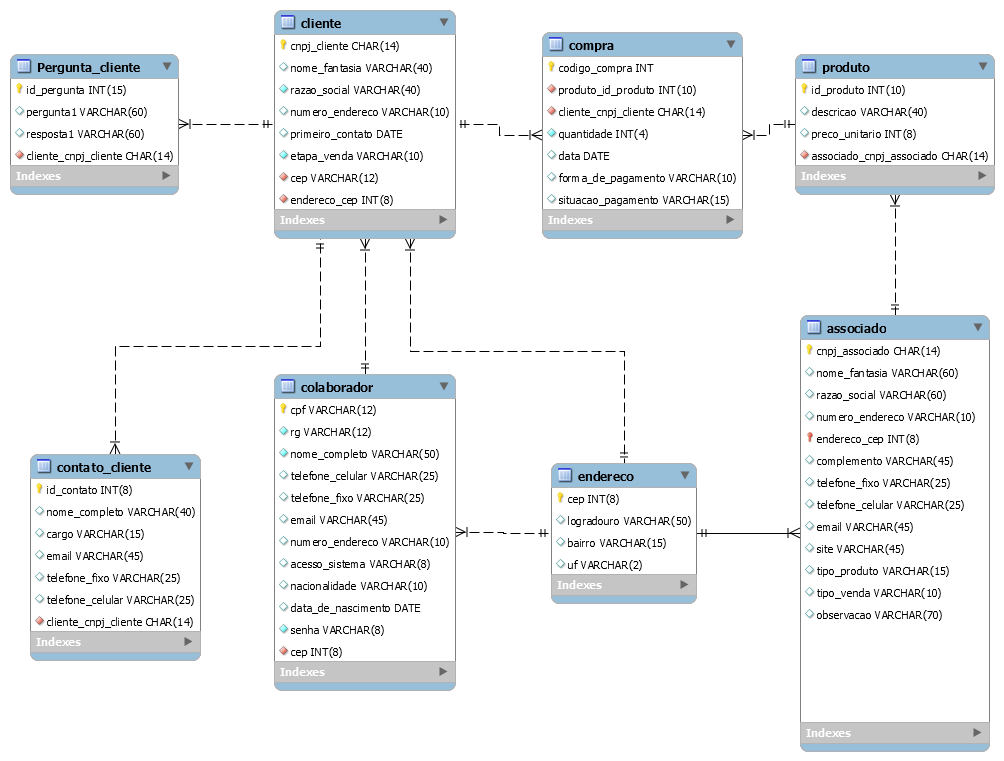 cliente
cnpj_cliente CHAR(14)
nome_fantasia VARCHAR(40)
razao_social VARCHAR(40)
numero_endereco VARCHAR(10)
primeiro_contato DATE
etapa_venda VARCHAR(10)
cep VARCHAR(12)
endereco_cep INT(8)
Indexes
Pergunta_cliente
id_pergunta INT(15)
pergunta1 VARCHAR(60)
resposta1 VARCHAR(60)
cliente_cnpj_cliente CHAR(14)
Indexes
compra
codigo_compra INT
produto_id_produto INT(10)
cliente_cnpj_cliente CHAR(14)
quantidade INT(4)
data DATE
forma_de_pagamento VARCHAR(10)
situacao_pagamento VARCHAR(15)
Indexes
produto
id_produto INT(10)
descricao VARCHAR(40)
preco_unitario INT(8)
associado_cnpj_associado CHAR(14)
Indexes
associado
cnpj_associado CHAR(14)
nome_fantasia VARCHAR(60)
razao_social VARCHAR(60)
numero_endereco VARCHAR(10)
endereco_cep INT(8)
complemento VARCHAR(45)
telefone_fixo VARCHAR(25)
telefone_celular VARCHAR(25)
email VARCHAR(45)
site VARCHAR(45)
tipo_produto VARCHAR(15)
tipo_venda VARCHAR(10)
observacao VARCHAR(70)
Indexes
colaborador
cpf VARCHAR(12)
rg VARCHAR(12)
nome_completo VARCHAR(50)
telefone_celular VARCHAR(25)
telefone_fixo VARCHAR(25)
email VARCHAR(45)
numero_endereco VARCHAR(10)
acesso_sistema VARCHAR(8)
nacionalidade VARCHAR(10)
data_de_nascimento DATE
senha VARCHAR(8)
cep INT(8)
Indexes
contato_cliente
id_contato INT(8)
nome_completo VARCHAR(40)
cargo VARCHAR(15)
email VARCHAR(45)
telefone_fixo VARCHAR(25)
telefone_celular VARCHAR(25)
cliente_cnpj_cliente CHAR(14)
Indexes
endereco
cep INT(8)
logradouro VARCHAR(50)
bairro VARCHAR(15)
uf VARCHAR(2)
Indexes